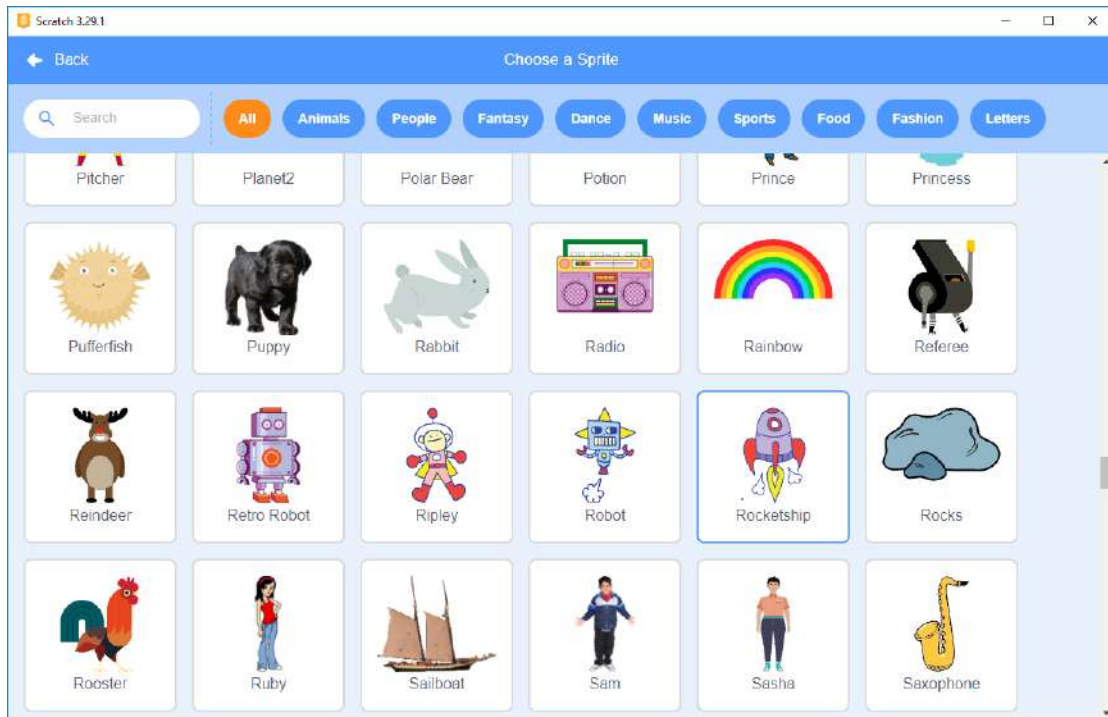 Scratch 3.29.1
Back
Choose a Sprite
Search
All
Animals
People
Fantasy
Dance
Music
Sports
Food
Fashion
Letters
Pitcher
Planet2
Polar Bear
Potion
Prince
Princess
Pufferfish
Puppy
Rabbit
Radio
Rainbow
Referee
Reindeer
Retro Robot
Ripley
Robot
Rocketship
Rocks
Rooster
Ruby
Sailboat
Sam
Sasha
Saxophone